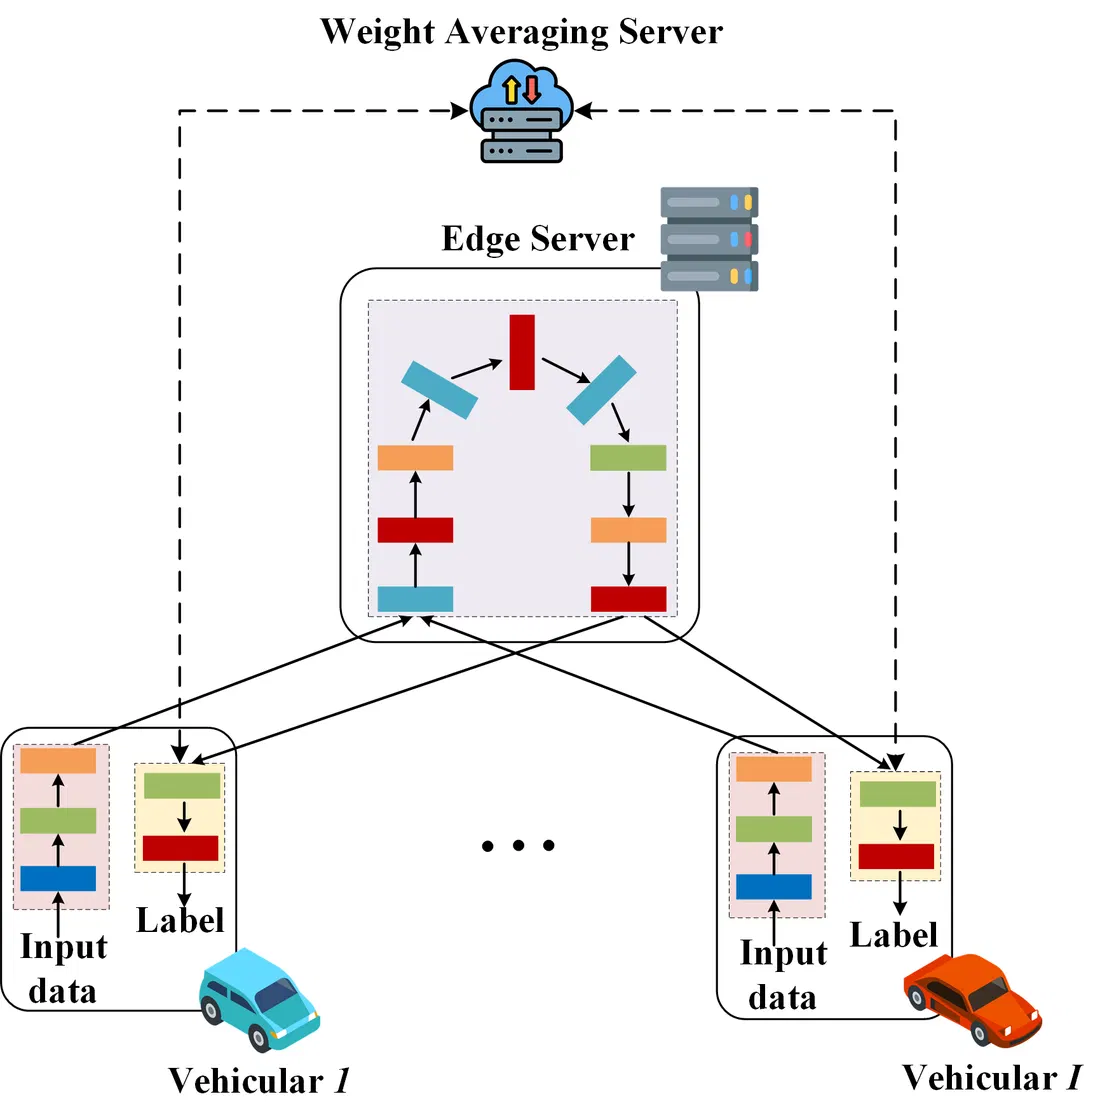 Weight Averaging Server
Edge Server
Label
Input
data
Label
Input
data
Vehicular 1
Vehicular I